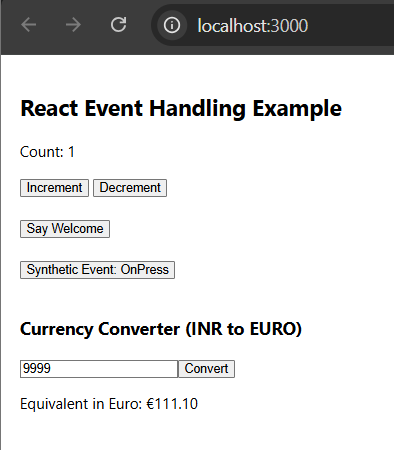 localhost:3000
React Event Handling Example
Count: 1
Increment Decrement
Say Welcome
Synthetic Event: OnPress
Currency Converter (INR to EURO)
9999 Convert
Equivalent in Euro: €111.10